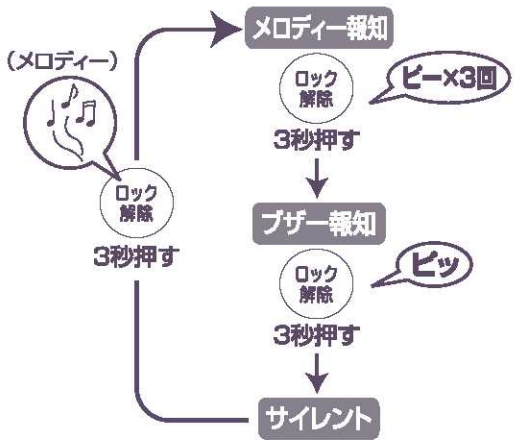 メロディー報知
(メロディー)
ロック
解除
ピー×3回
3秒押す
ロック
解除
3秒押す
ブザー報知
ロック
解除
ピッ
3秒押す
サイレント